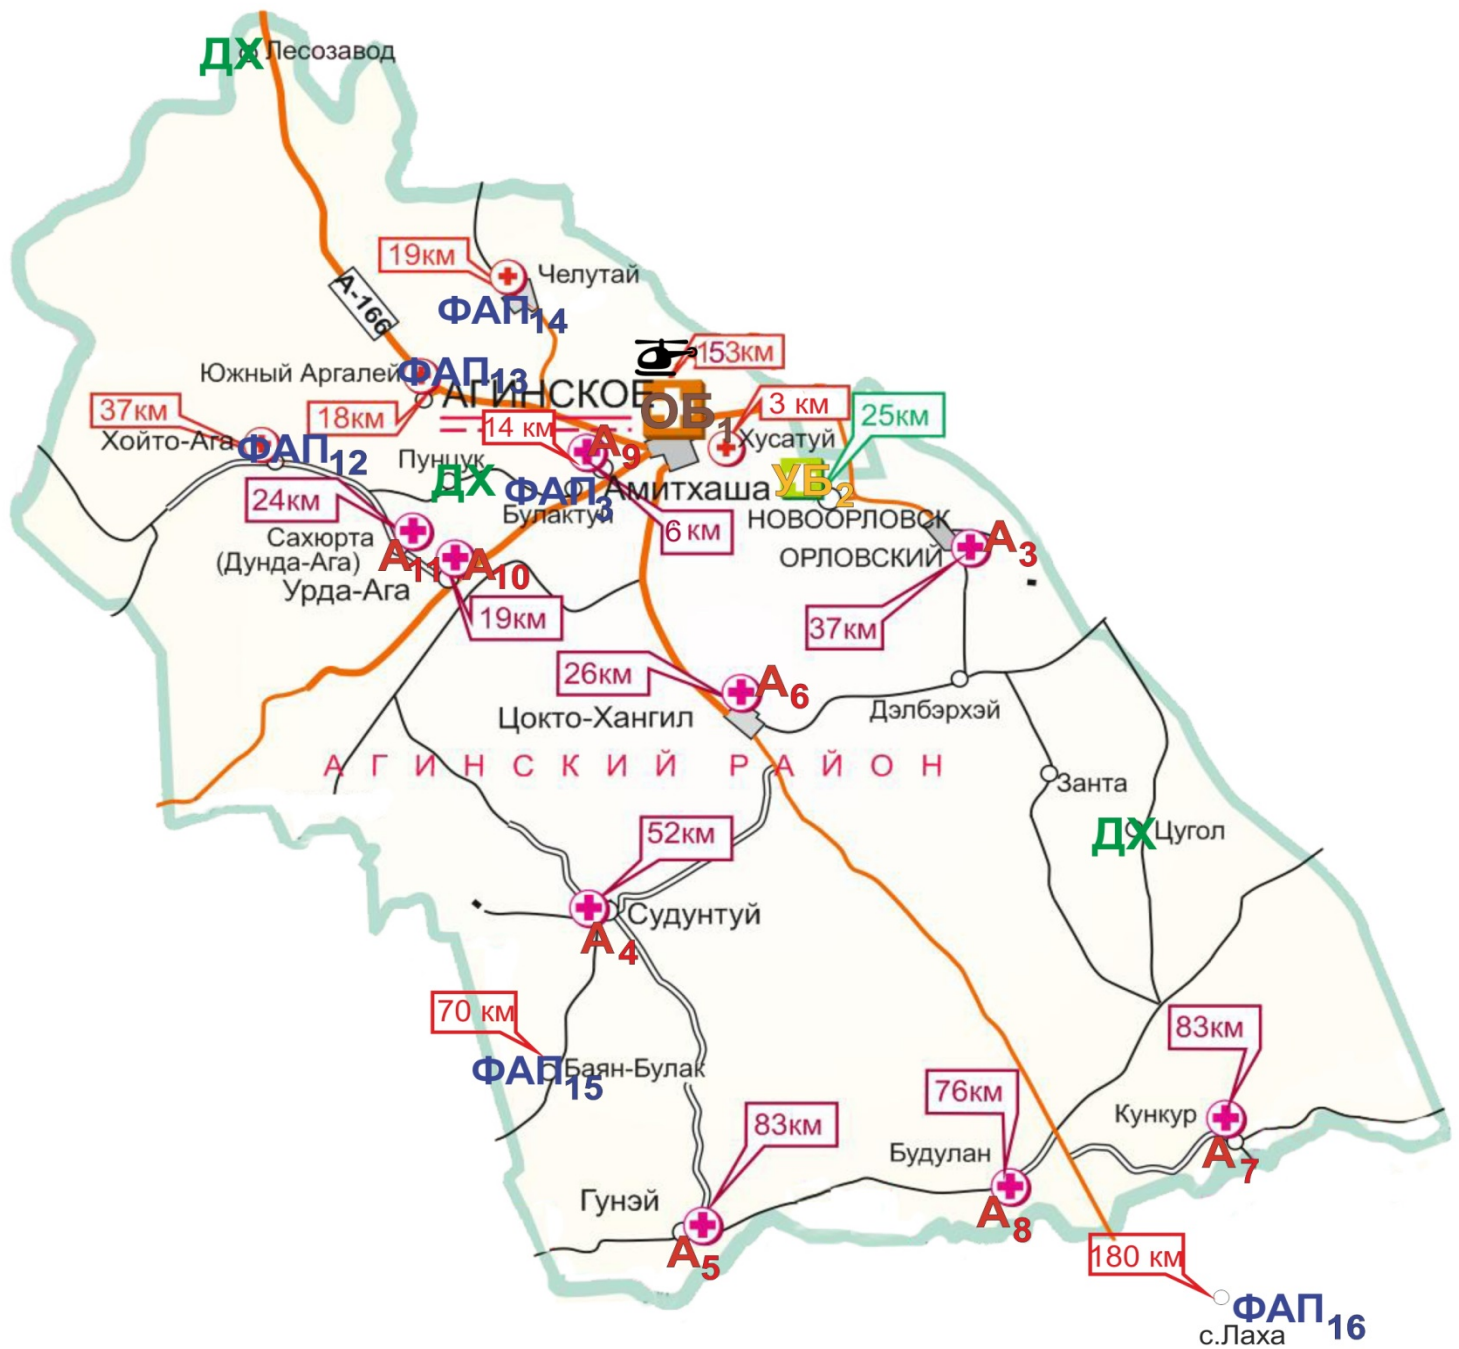 ДХ Лесозавод
19км
Челутай
ФАП14
А-166
153км
Южный Аргалей
ФАП13
АГИНСКОЕ
ОБ1
37км
18км
14 км
3 км
25км
Хойто-Ага
ФАП12
А9
Хусатуй
Пунцук
ДХ
ФАП3
Амитхаша
УБ2
24км
Булактуй
6 км
НОВООРЛОВСК
Сахюрта
(Дунда-Ага)
А11
А10
ОРЛОВСКИЙ
А3
Урда-Ага
19км
37км
26км
А6
Цокто-Хангил
Дэлбэрхэй
АГИНСКИЙ РАЙОН
Занта
52км
ДХ Цугол
Судунтуй
А4
70 км
83км
ФАП15
Баян-Булак
76км
83км
Кункур
А7
Будулан
Гунэй
А8
А5
180 км
ФАП16
с.Лаха